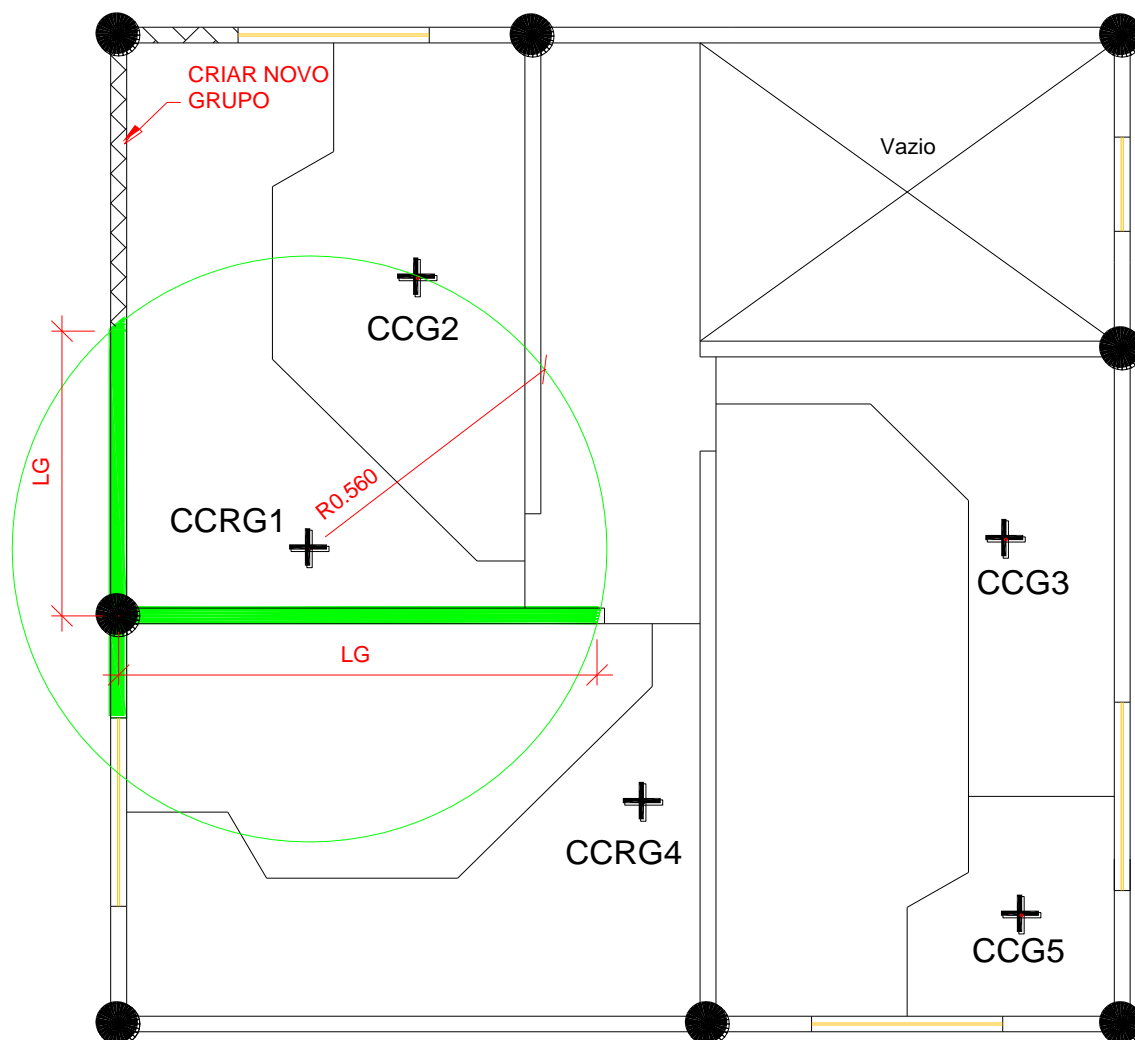 CRIAR NOVO
GRUPO
Vazio
CCG2
LG
R0.560
CCRG1
CCG3
LG
CCRG4
CCG5